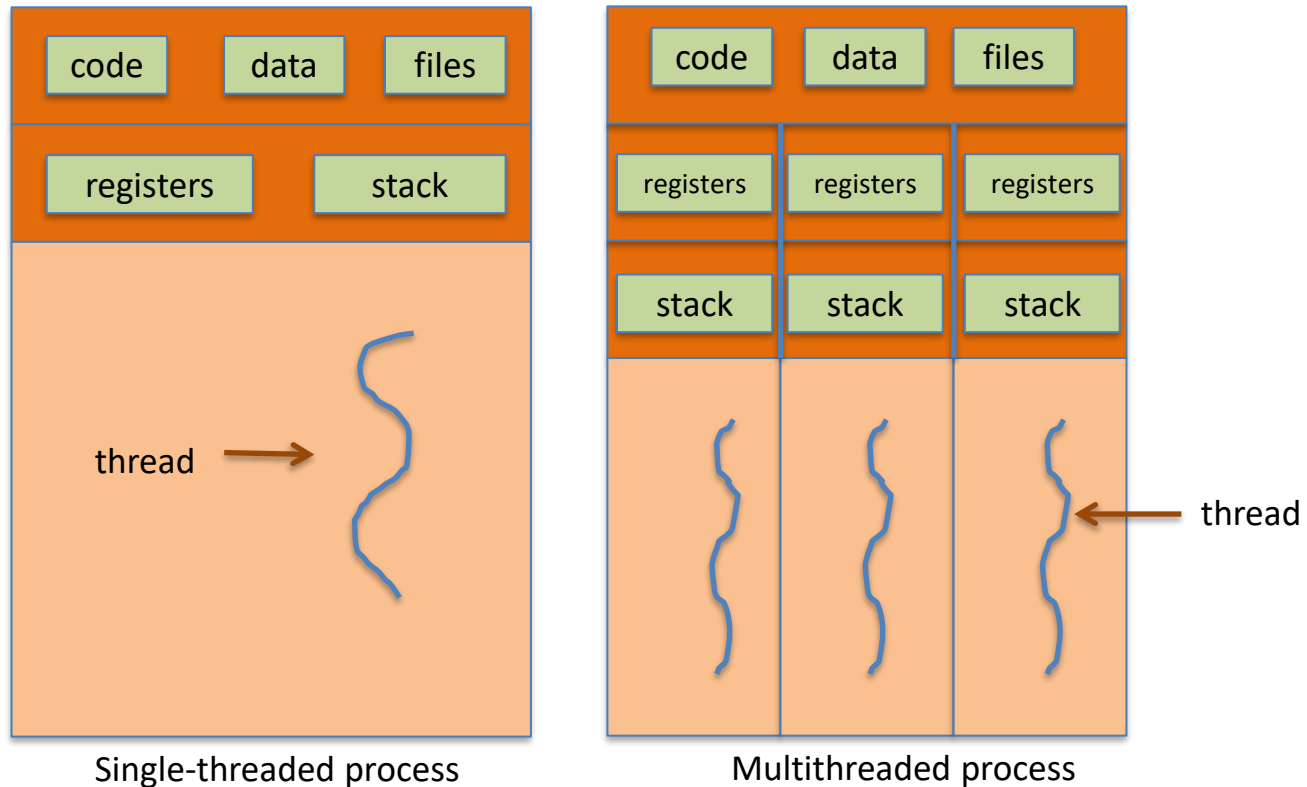 code data files
registers stack
thread
Single-threaded process
code data files
registers registers registers
stack stack stack
thread
Multithreaded process